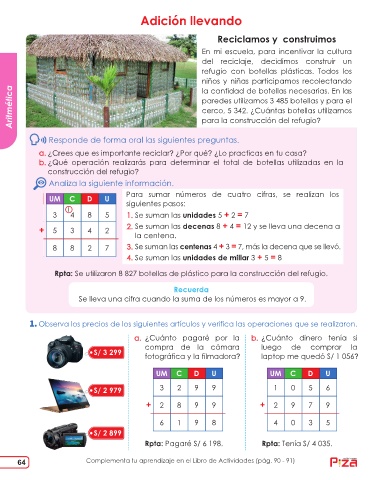 Adición llevando
Aritmética
Reciclamos y construimos
En mi escuela, para incentivar la cultura
del reciclaje, decidimos construir un
refugio con botellas plásticas. Todos los
niños y niñas participamos recolectando
la cantidad de botellas necesarias. En las
paredes utilizamos 3 485 botellas y para el
cerco, 5 342. ¿Cuántas botellas utilizamos
para la construcción del refugio?
Responde de forma oral las siguientes preguntas.
a. ¿Crees que es importante reciclar? ¿Por qué? ¿Lo practicas en tu casa?
b. ¿Qué operación realizarás para determinar el total de botellas utilizadas en la
construcción del refugio?
Analiza la siguiente información.
UM C D U
1
3 4 8 5
+ 5 3 4 2
8 8 2 7
Para sumar números de cuatro cifras, se realizan los
siguientes pasos:
1. Se suman las unidades 5 + 2 = 7
2. Se suman las decenas 8 + 4 = 12 y se lleva una decena a
la centena.
3. Se suman las centenas 4 + 3 = 7, más la decena que se llevó.
4. Se suman las unidades de millar 3 + 5 = 8
Rpta: Se utilizaron 8 827 botellas de plástico para la construcción del refugio.
Recuerda
Se lleva una cifra cuando la suma de los números es mayor a 9.
1. Observa los precios de los siguientes artículos y verifica las operaciones que se realizaron.
S/ 3 299
S/ 2 979
S/ 2 899
a. ¿Cuánto pagaré por la
compra de la cámara
fotográfica y la filmadora?
UM C D U
3 2 9 9
+ 2 8 9 9
6 1 9 8
Rpta: Pagaré S/ 6 198.
b. ¿Cuánto dinero tenía si
luego de comprar la
laptop me quedó S/ 1 056?
UM C D U
1 0 5 6
+ 2 9 7 9
4 0 3 5
Rpta: Tenía S/ 4 035.
64
Complementa tu aprendizaje en el Libro de Actividades (pág. 90 - 91)